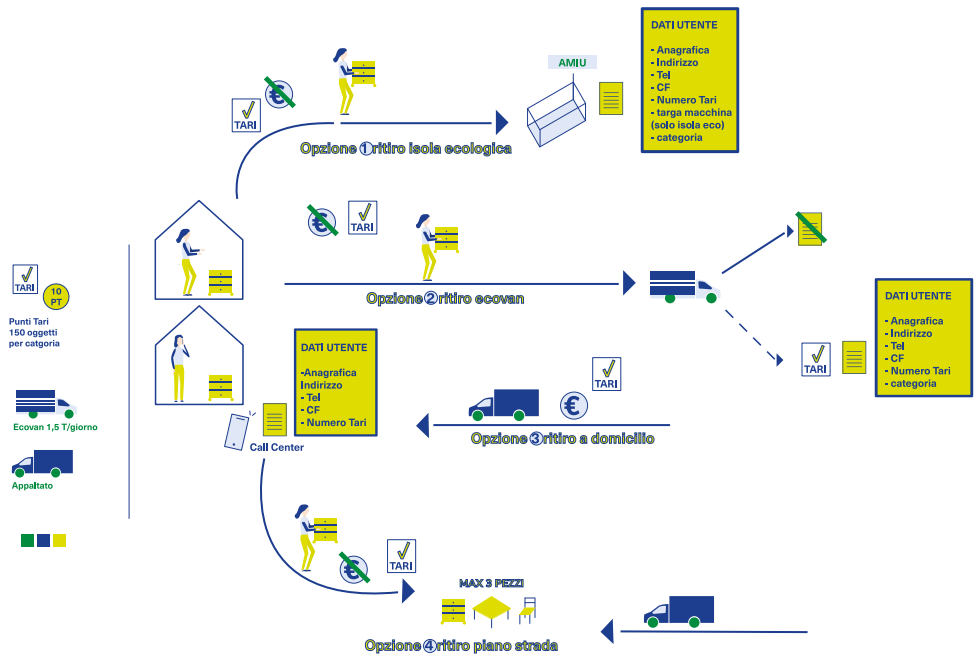 TARI
10
PT
Punti Tari
150 oggetti
per catgoria
Ecovan 1,5 T/giorno
Appaltato
TARI
€
AMIU
Opzione 1 ritiro isola ecologica
DATI UTENTE
- Anagrafica
- Indirizzo
- Tel
- CF
- Numero Tari
- targa macchina
(solo isola eco)
- categoria
€
TARI
Opzione 2 ritiro ecovan
TARI
DATI UTENTE
- Anagrafica
- Indirizzo
- Tel
- CF
- Numero Tari
- categoria
DATI UTENTE
-Anagrafica
Indirizzo
- Tel
- CF
- Numero Tari
Call Center
€
TARI
Opzione 3 ritiro a domicilio
€
TARI
MAX 3 PEZZI
Opzione 4 ritiro piano strada